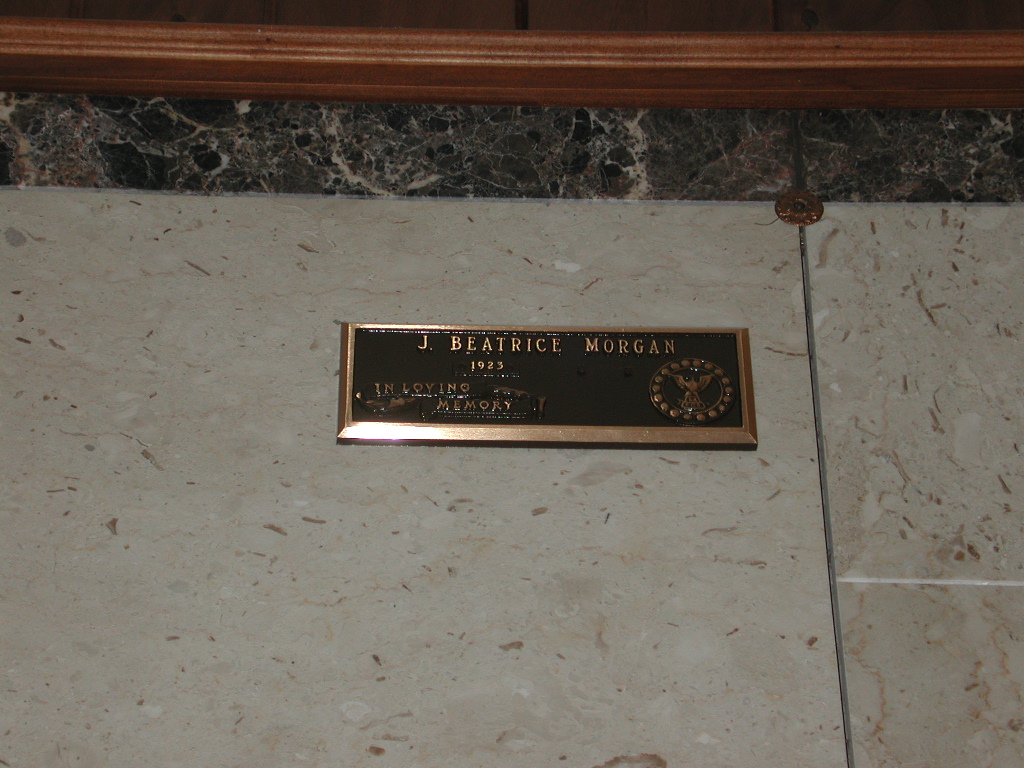 J. BEATRICE MORGAN
1923
IN LOVING
MEMORY